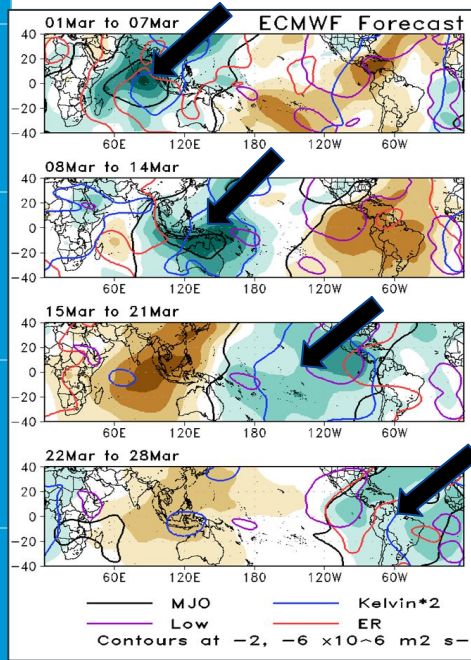 01Mar to 07Mar ECMWF Forecast
40
20
0
-20
-40
60E 120E 180 120W 60W
08Mar to 14Mar
40
20
0
-20
-40
60E 120E 180 120W 60W
15Mar to 21Mar
40
20
0
-20
-40
60E 120E 180 120W 60W
22Mar to 28Mar
40
20
0
-20
-40
60E 120E 180 120W 60W
MJO Kelvin*2
Low ER
Contours at -2, -6 x10^6 m2 s-